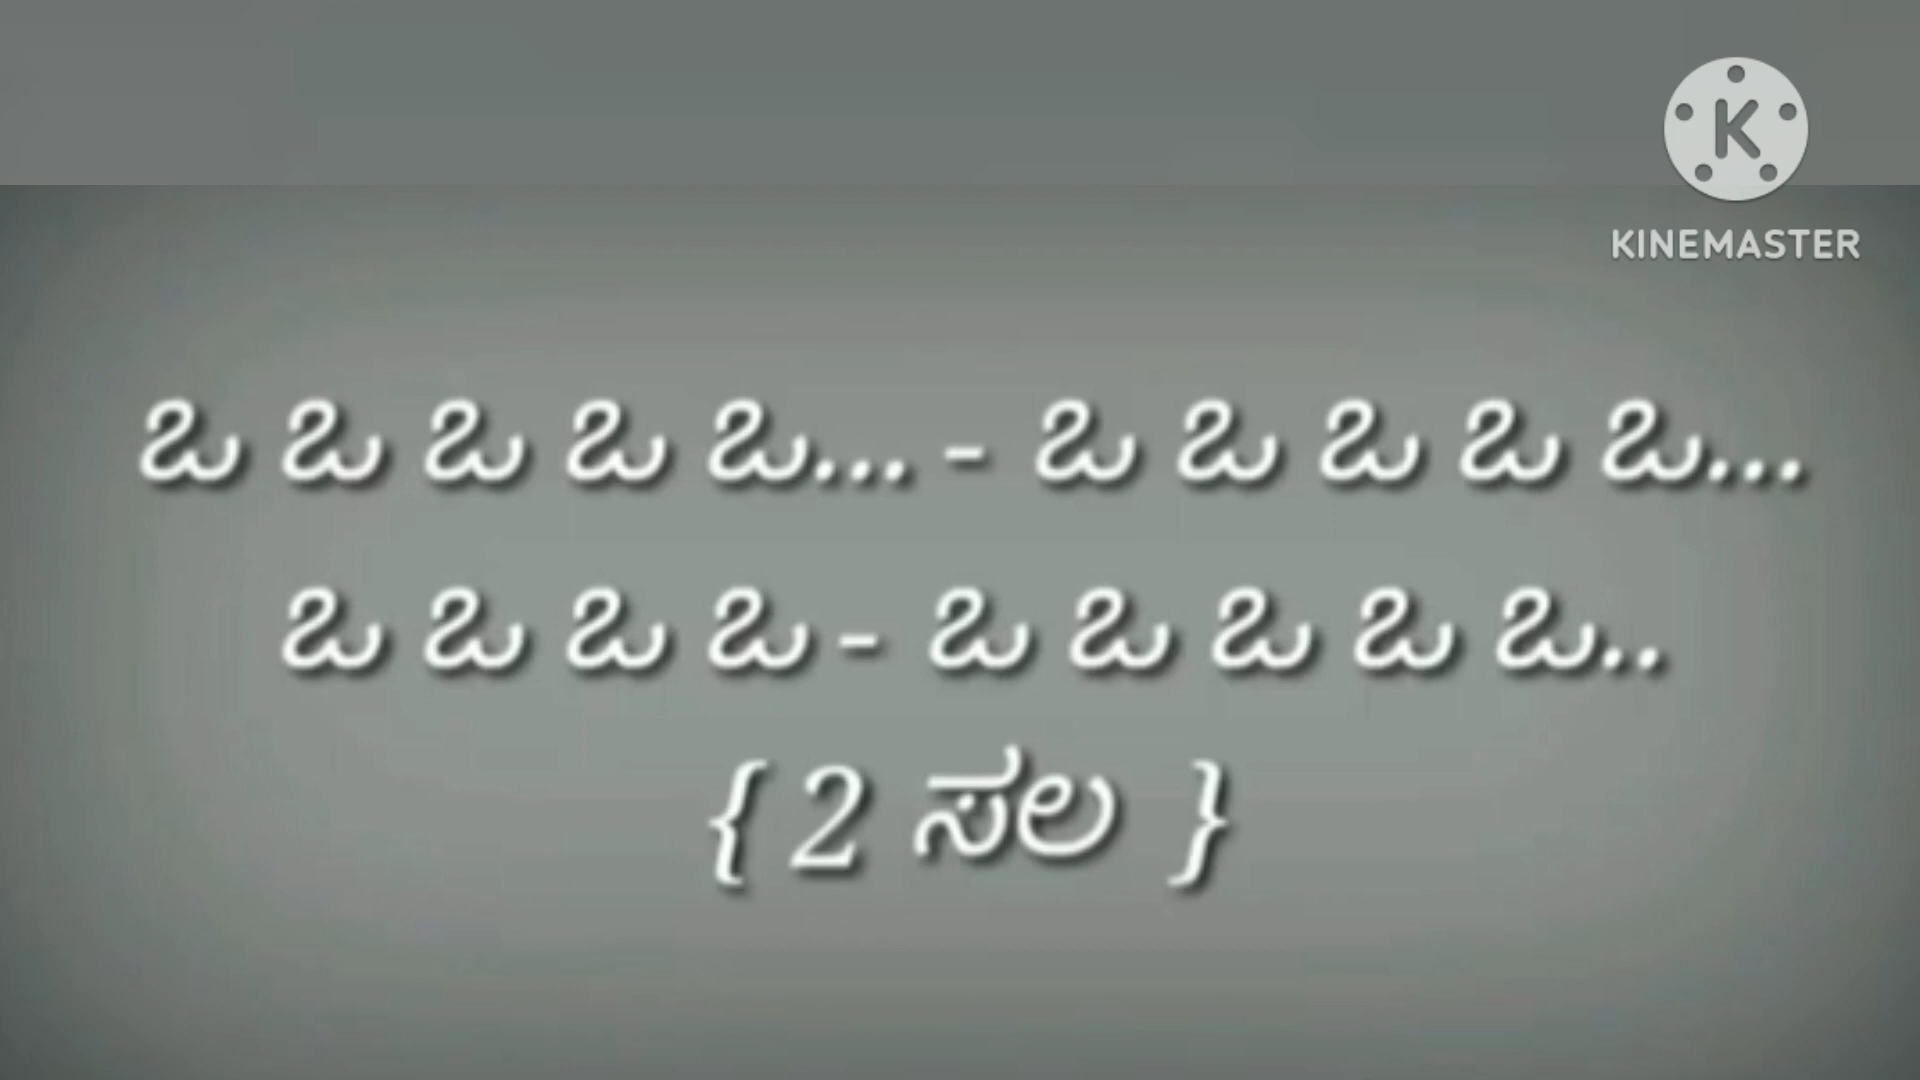 KINEMASTER
ಒ ಒ ಒ ಒ ಒ... - ಒ ಒ ಒ ಒ ಒ...
ಒ ಒ ಒ ಒ - ಒ ಒ ಒ ಒ ಒ..
{ 2 ಸಲ }